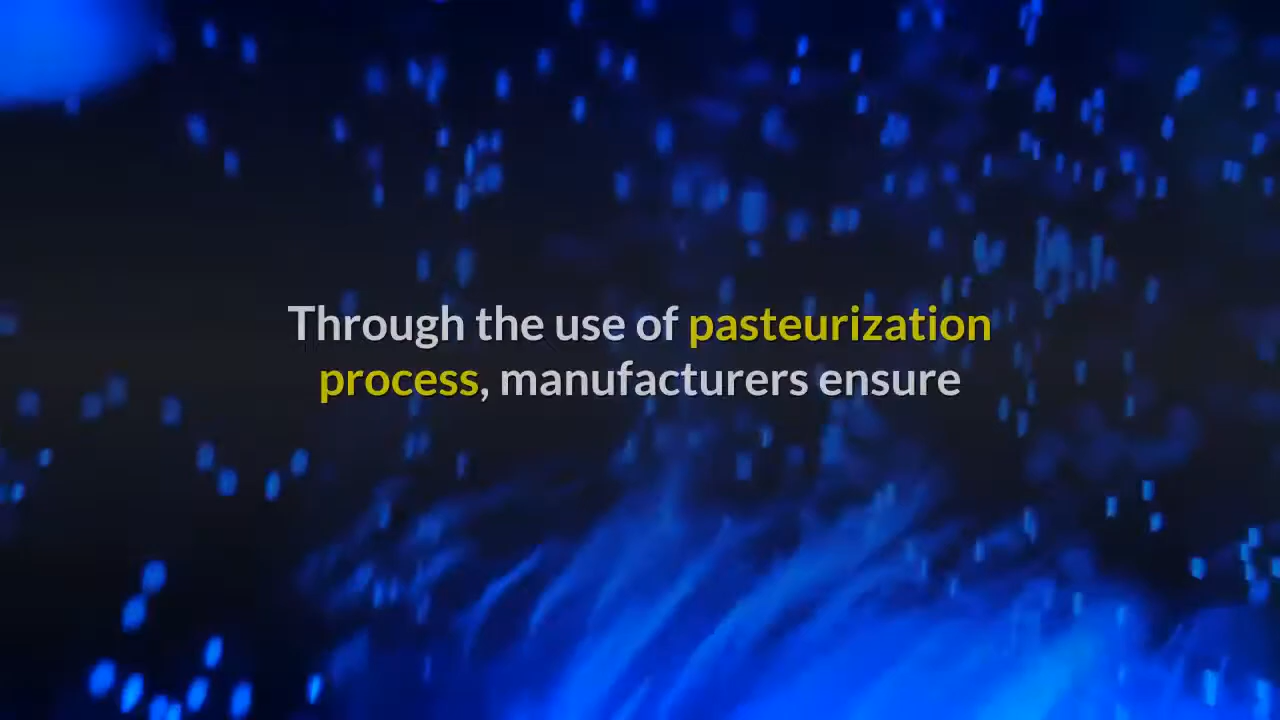 Through the use of pasteurization
process, manufacturers ensure